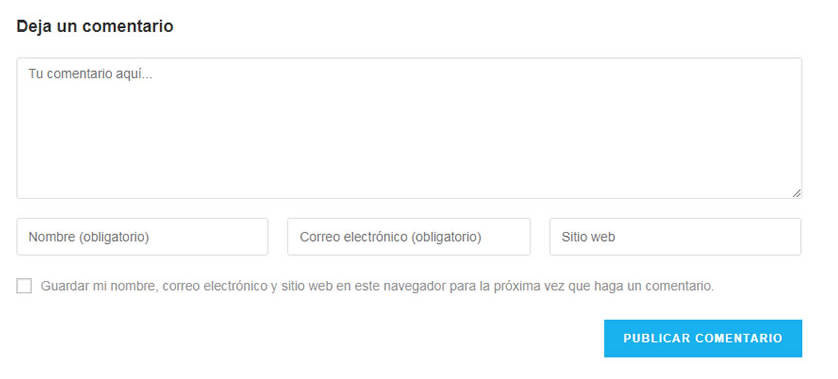 Deja un comentario
Tu comentario aquí...
Nombre (obligatorio)
Correo electrónico (obligatorio)
Sitio web
Guardar mi nombre, correo electrónico y sitio web en este navegador para la próxima vez que haga un comentario.
PUBLICAR COMENTARIO